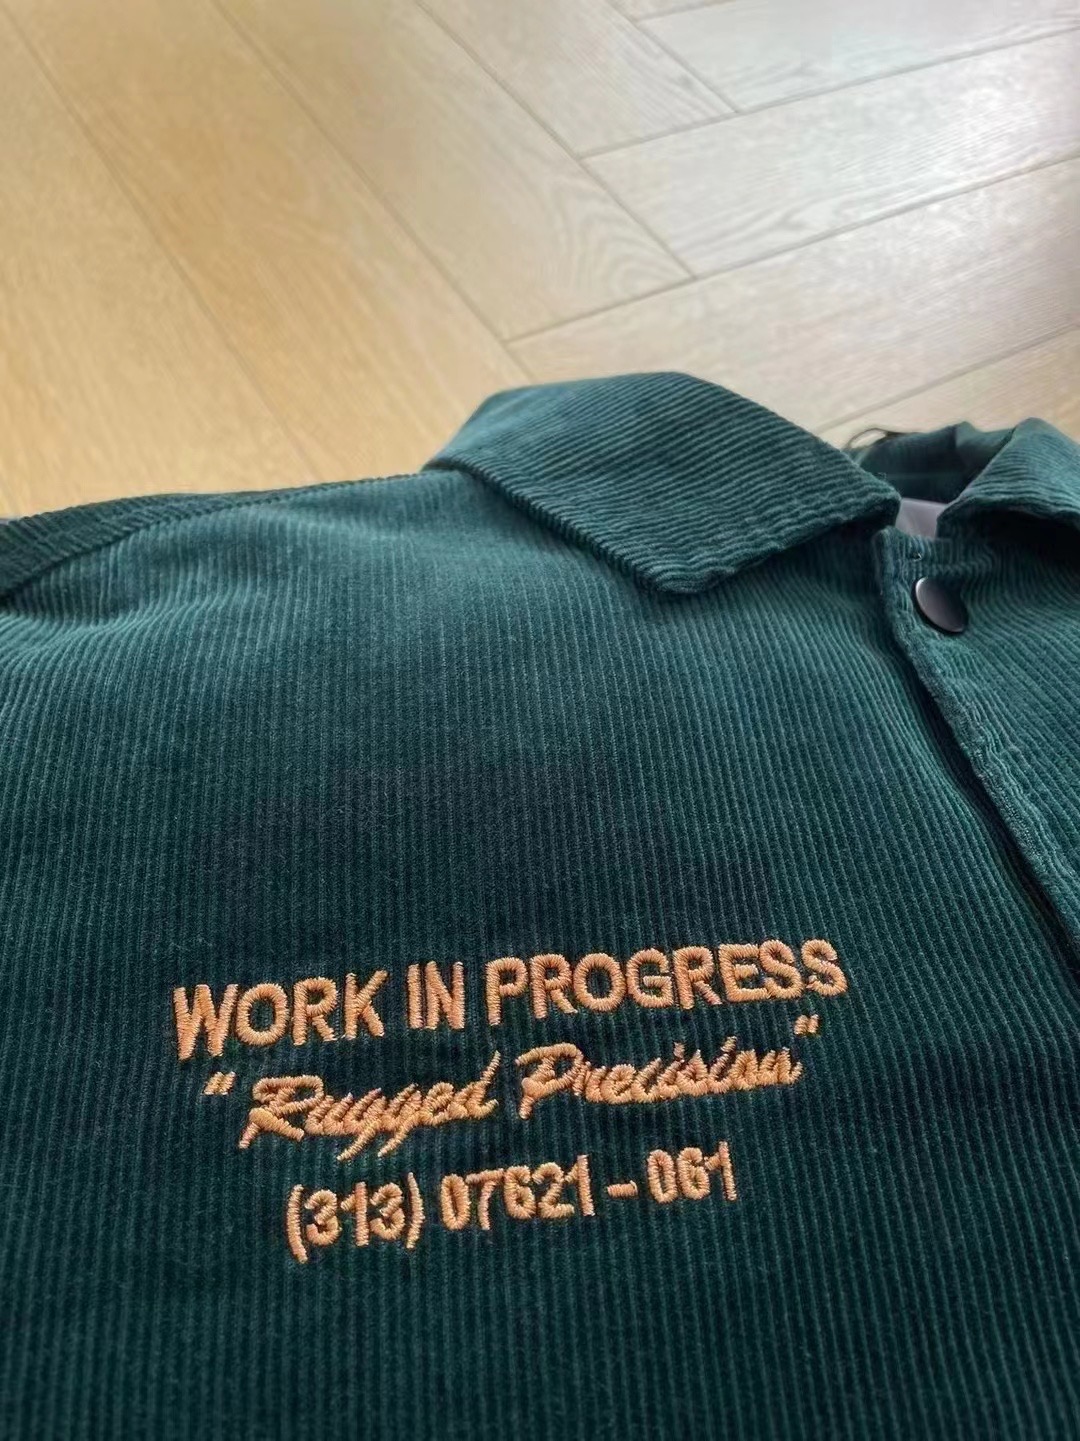 WORK IN PROGRESS
"Rugged Precision"
(313) 07621 - 061